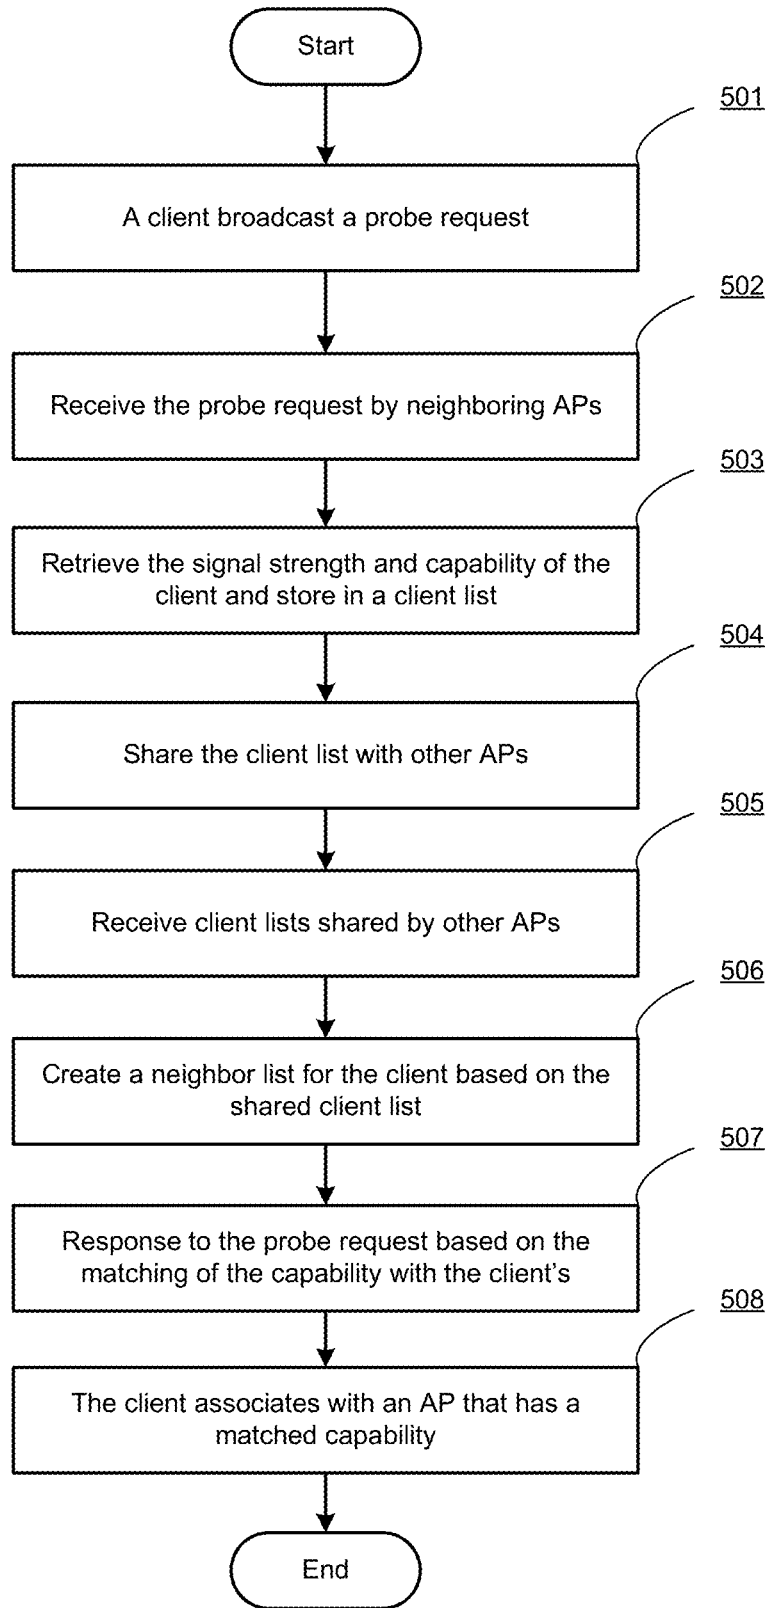 Start
501
A client broadcast a probe request
502
Receive the probe request by neighboring APs
503
Retrieve the signal strength and capability of the
client and store in a client list
504
Share the client list with other APs
505
Receive client lists shared by other APs
506
Create a neighbor list for the client based on the
shared client list
507
Response to the probe request based on the
matching of the capability with the client's
508
The client associates with an AP that has a
matched capability
End